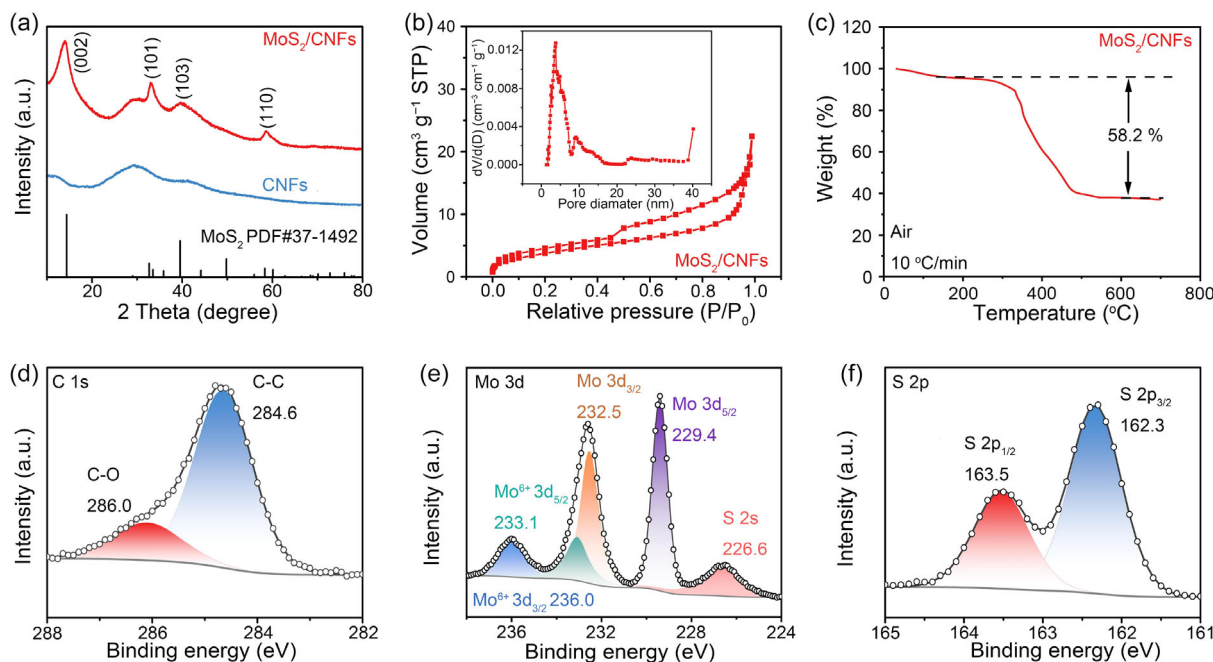 (a)
MoS2/CNFs
(002)
(101)
(103)
(110)
CNFs
MoS2 PDF#37-1492
Intensity (a.u.)
20 40 60 80
2 Theta (degree)
(b)
Volume (cm3 g−1 STP)
40
30
20
10
0
dV/d(D) (cm−3 cm−1 g−1)
0.012
0.008
0.004
0.000
0 10 20 30 40
Pore diamater (nm)
MoS2/CNFs
0.0 0.2 0.4 0.6 0.8 1.0
Relative pressure (P/P0)
(c)
MoS2/CNFs
Weight (%)
120
100
80
60
40
20
0
58.2 %
Air
10 oC/min
0 200 400 600 800
Temperature (oC)
(d)
C 1s
C-C
284.6
C-O
286.0
Intensity (a.u.)
288 286 284 282
Binding energy (eV)
(e)
Mo 3d
Mo 3d3/2
232.5
Mo 3d5/2
229.4
Mo6+ 3d5/2
233.1
S 2s
226.6
Mo6+ 3d3/2 236.0
Intensity (a.u.)
236 232 228 224
Binding energy (eV)
(f)
S 2p
S 2p3/2
162.3
S 2p1/2
163.5
Intensity (a.u.)
165 164 163 162 161
Binding energy (eV)